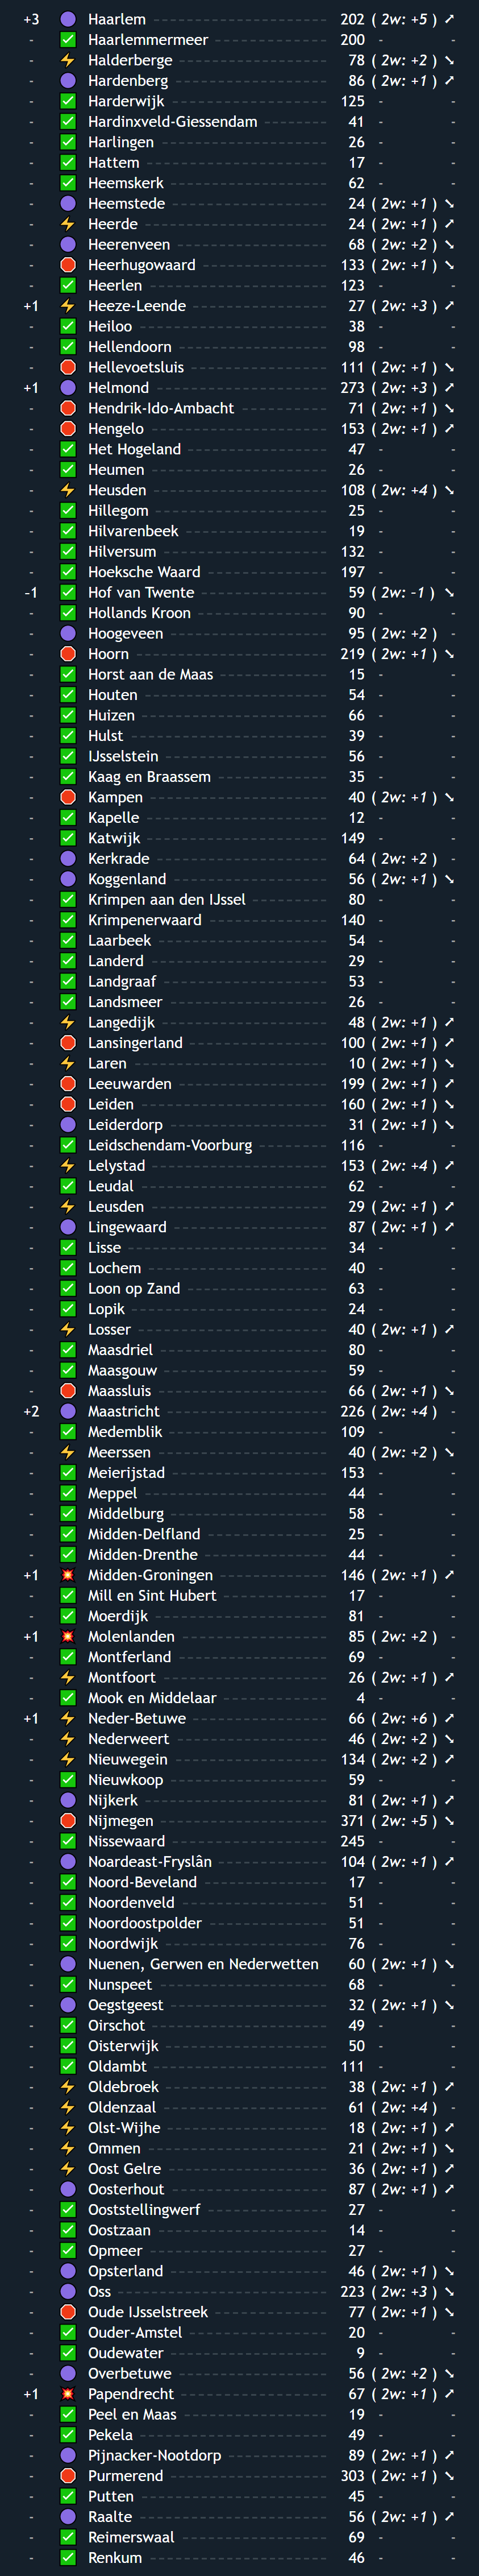 +3 Haarlem 202 ( 2w: +5 ) ➚
- ✅ Haarlemmermeer 200 - -
- ⚡ Halderberge 78 ( 2w: +2 ) ➘
- Hardenberg 86 ( 2w: +1 ) ➚
- ✅ Harderwijk 125 - -
- ✅ Hardinxveld-Giessendam 41 - -
- ✅ Harlingen 26 - -
- ✅ Hattem 17 - -
- ✅ Heemskerk 62 - -
- Heemstede 24 ( 2w: +1 ) ➘
- ⚡ Heerde 24 ( 2w: +1 ) ➚
- Heerenveen 68 ( 2w: +2 ) ➘
- Heerhugowaard 133 ( 2w: +1 ) ➘
- ✅ Heerlen 123 - -
+1 ⚡ Heeze-Leende 27 ( 2w: +3 ) ➚
- ✅ Heiloo 38 - -
- ✅ Hellendoorn 98 - -
- Hellevoetsluis 111 ( 2w: +1 ) ➘
+1 Helmond 273 ( 2w: +3 ) ➚
- Hendrik-Ido-Ambacht 71 ( 2w: +1 ) ➘
- Hengelo 153 ( 2w: +1 ) ➚
- ✅ Het Hogeland 47 - -
- ✅ Heumen 26 - -
- ⚡ Heusden 108 ( 2w: +4 ) ➘
- ✅ Hillegom 25 - -
- ✅ Hilvarenbeek 19 - -
- ✅ Hilversum 132 - -
- ✅ Hoeksche Waard 197 - -
-1 ✅ Hof van Twente 59 ( 2w: -1 ) ➘
- ✅ Hollands Kroon 90 - -
- Hoogeveen 95 ( 2w: +2 ) -
- Hoorn 219 ( 2w: +1 ) ➘
- ✅ Horst aan de Maas 15 - -
- ✅ Houten 54 - -
- ✅ Huizen 66 - -
- ✅ Hulst 39 - -
- ✅ IJsselstein 56 - -
- ✅ Kaag en Braassem 35 - -
- Kampen 40 ( 2w: +1 ) ➘
- ✅ Kapelle 12 - -
- ✅ Katwijk 149 - -
- Kerkrade 64 ( 2w: +2 ) -
- Koggenland 56 ( 2w: +1 ) ➘
- ✅ Krimpen aan den IJssel 80 - -
- ✅ Krimpenerwaard 140 - -
- ✅ Laarbeek 54 - -
- ✅ Landerd 29 - -
- ✅ Landgraaf 53 - -
- ✅ Landsmeer 26 - -
- ⚡ Langedijk 48 ( 2w: +1 ) ➚
- Lansingerland 100 ( 2w: +1 ) ➚
- ⚡ Laren 10 ( 2w: +1 ) ➘
- Leeuwarden 199 ( 2w: +1 ) ➚
- Leiden 160 ( 2w: +1 ) ➘
- Leiderdorp 31 ( 2w: +1 ) ➘
- ✅ Leidschendam-Voorburg 116 - -
- ⚡ Lelystad 153 ( 2w: +4 ) ➚
- ✅ Leudal 62 - -
- ⚡ Leusden 29 ( 2w: +1 ) ➚
- Lingewaard 87 ( 2w: +1 ) ➚
- ✅ Lisse 34 - -
- ✅ Lochem 40 - -
- ✅ Loon op Zand 63 - -
- ✅ Lopik 24 - -
- ⚡ Losser 40 ( 2w: +1 ) ➚
- ✅ Maasdriel 80 - -
- ✅ Maasgouw 59 - -
- Maassluis 66 ( 2w: +1 ) ➘
+2 Maastricht 226 ( 2w: +4 ) -
- ✅ Medemblik 109 - -
- ⚡ Meerssen 40 ( 2w: +2 ) ➘
- ✅ Meierijstad 153 - -
- ✅ Meppel 44 - -
- ✅ Middelburg 58 - -
- ✅ Midden-Delfland 25 - -
- ✅ Midden-Drenthe 44 - -
+1 Midden-Groningen 146 ( 2w: +1 ) ➚
- ✅ Mill en Sint Hubert 17 - -
- ✅ Moerdijk 81 - -
+1 Molenlanden 85 ( 2w: +2 ) -
- ✅ Montferland 69 - -
- ⚡ Montfoort 26 ( 2w: +1 ) ➚
- ✅ Mook en Middelaar 4 - -
+1 ⚡ Neder-Betuwe 66 ( 2w: +6 ) ➚
- ⚡ Nederweert 46 ( 2w: +2 ) ➘
- ⚡ Nieuwegein 134 ( 2w: +2 ) ➚
- ✅ Nieuwkoop 59 - -
- Nijkerk 81 ( 2w: +1 ) ➚
- Nijmegen 371 ( 2w: +5 ) ➘
- ✅ Nissewaard 245 - -
- Noardeast-Fryslân 104 ( 2w: +1 ) ➚
- ✅ Noord-Beveland 17 - -
- ✅ Noordenveld 51 - -
- ✅ Noordoostpolder 51 - -
- ✅ Noordwijk 76 - -
- Nuenen, Gerwen en Nederwetten 60 ( 2w: +1 ) ➘
- ✅ Nunspeet 68 - -
- Oegstgeest 32 ( 2w: +1 ) ➘
- ✅ Oirschot 49 - -
- ✅ Oisterwijk 50 - -
- ✅ Oldambt 111 - -
- ⚡ Oldebroek 38 ( 2w: +1 ) ➚
- ⚡ Oldenzaal 61 ( 2w: +4 ) -
- ⚡ Olst-Wijhe 18 ( 2w: +1 ) ➚
- ⚡ Ommen 21 ( 2w: +1 ) ➘
- ⚡ Oost Gelre 36 ( 2w: +1 ) ➚
- Oosterhout 87 ( 2w: +1 ) ➚
- ✅ Ooststellingwerf 27 - -
- ✅ Oostzaan 14 - -
- ✅ Opmeer 27 - -
- Opsterland 46 ( 2w: +1 ) ➘
- Oss 223 ( 2w: +3 ) ➘
- Oude IJsselstreek 77 ( 2w: +1 ) ➘
- ✅ Ouder-Amstel 20 - -
- ✅ Oudewater 9 - -
- Overbetuwe 56 ( 2w: +2 ) ➘
+1 Papendrecht 67 ( 2w: +1 ) ➚
- ✅ Peel en Maas 19 - -
- ✅ Pekela 49 - -
- Pijnacker-Nootdorp 89 ( 2w: +1 ) ➚
- Purmerend 303 ( 2w: +1 ) ➘
- ✅ Putten 45 - -
- Raalte 56 ( 2w: +1 ) ➚
- ✅ Reimerswaal 69 - -
- ✅ Renkum 46 - -